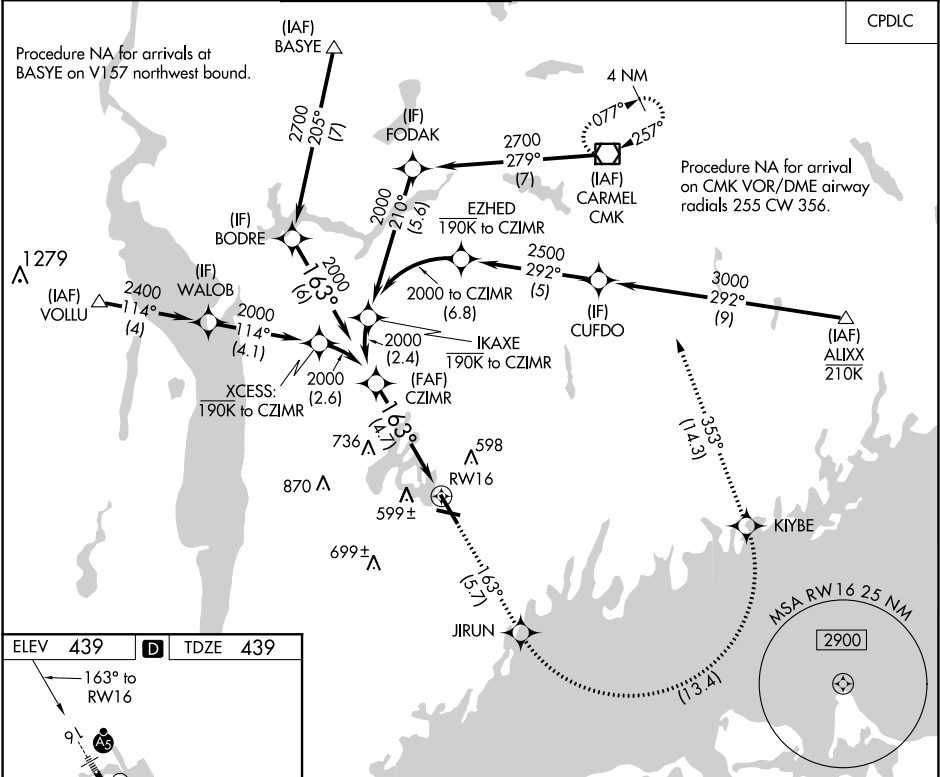 CPDLC
Procedure NA for arrivals at
BASYE on V157 northwest bound.
(IAF)
BASYE
2700
205°
(7)
(IF)
FODAK
2700
279°
(7)
4 NM
077°
257°
(IAF)
CARMEL
CMK
Procedure NA for arrival
on CMK VOR/DME airway
radials 255 CW 356.
2000
210°
(5.6)
EZHED
190K to CZIMR
(IF)
BODRE
2000
163°
(6)
2000 to CZIMR
(6.8)
2500
292°
(5)
(IF)
CUFDO
3000
292°
(9)
(IAF)
ALIXX
210K
1279
(IAF)
VOLLU
2400
114°
(4)
(IF)
WALOB
2000
114°
(4.1)
XCESS:
190K to CZIMR
2000
(2.6)
IKAXE
190K to CZIMR
2000
(2.4)
(FAF)
CZIMR
163°
(4.7)
736
598
870
599±
RW16
699±
353°
(14.3)
KIYBE
163°
(5.7)
JIRUN
(13.4)
MSA RW16 25 NM
2900
ELEV 439
D
TDZE 439
163° to
RW16
16
A5